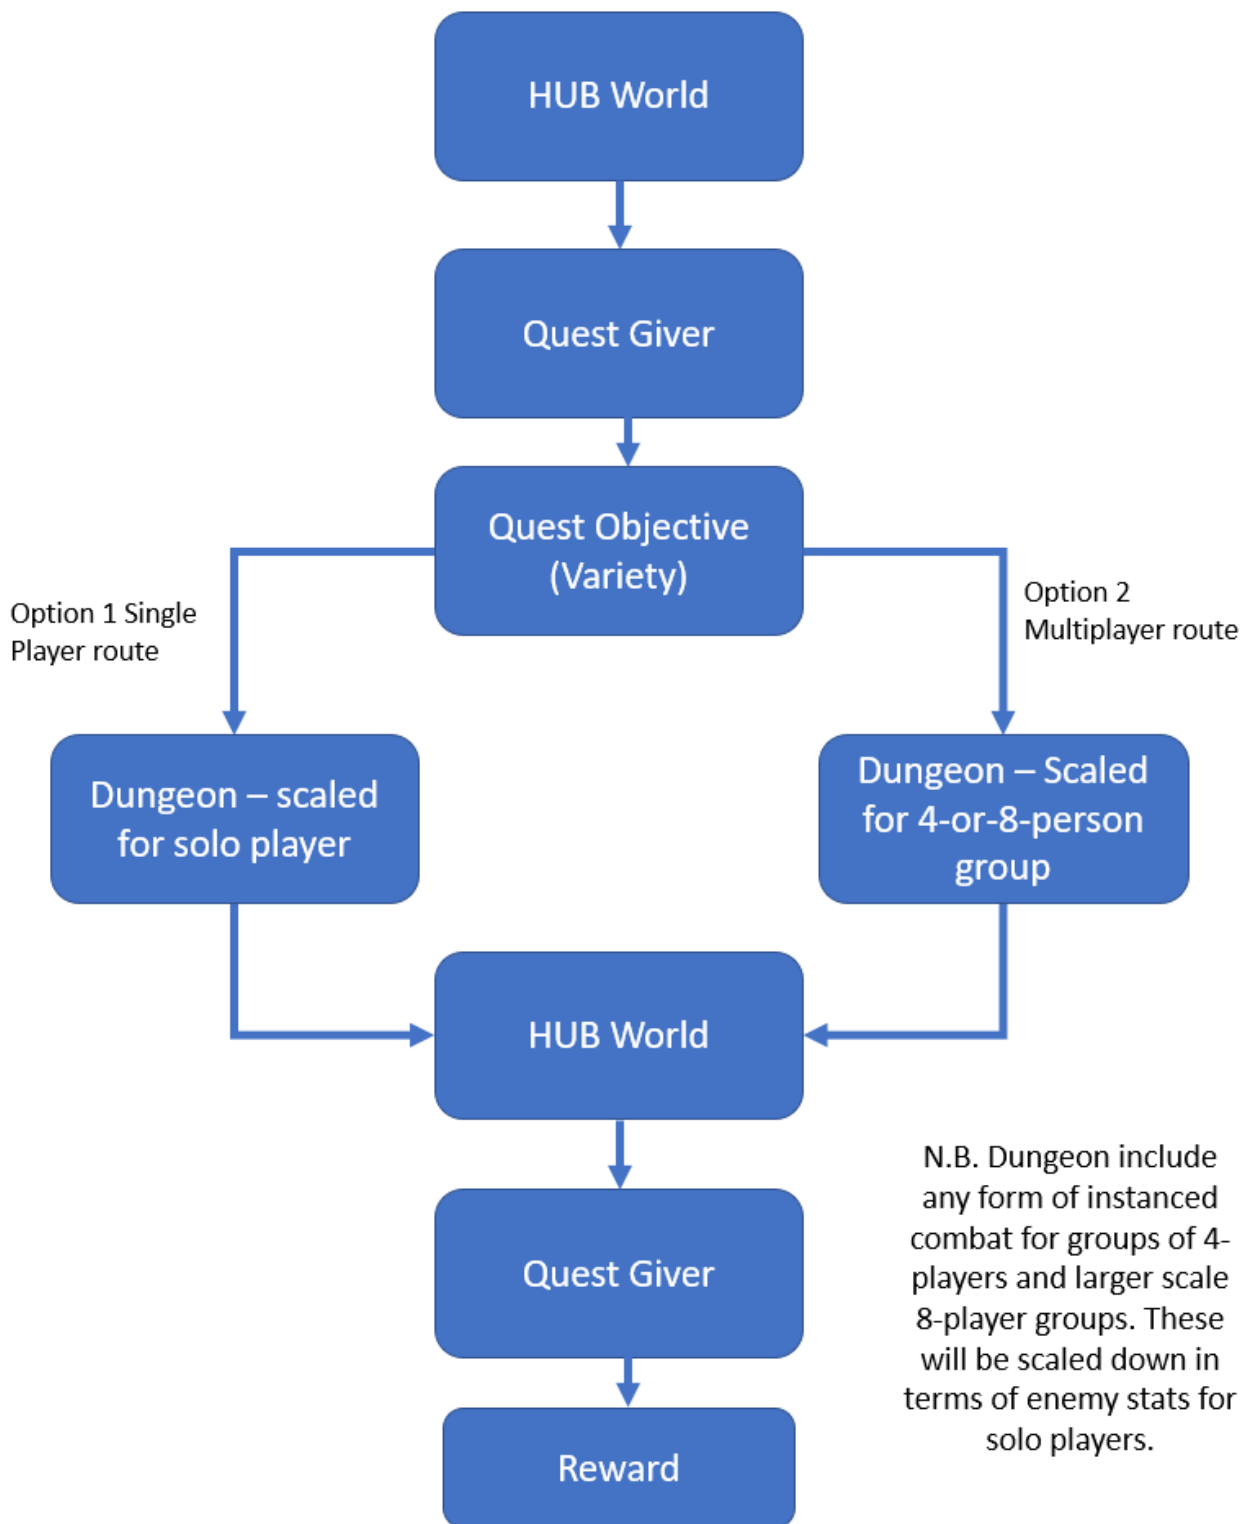 HUB World
Quest Giver
Quest Objective
(Variety)
Option 1 Single
Player route
Option 2
Multiplayer route
Dungeon – scaled
for solo player
Dungeon – Scaled
for 4-or-8-person
group
HUB World
Quest Giver
N.B. Dungeon include
any form of instanced
combat for groups of 4-
players and larger scale
8-player groups. These
will be scaled down in
terms of enemy stats for
solo players.
Reward